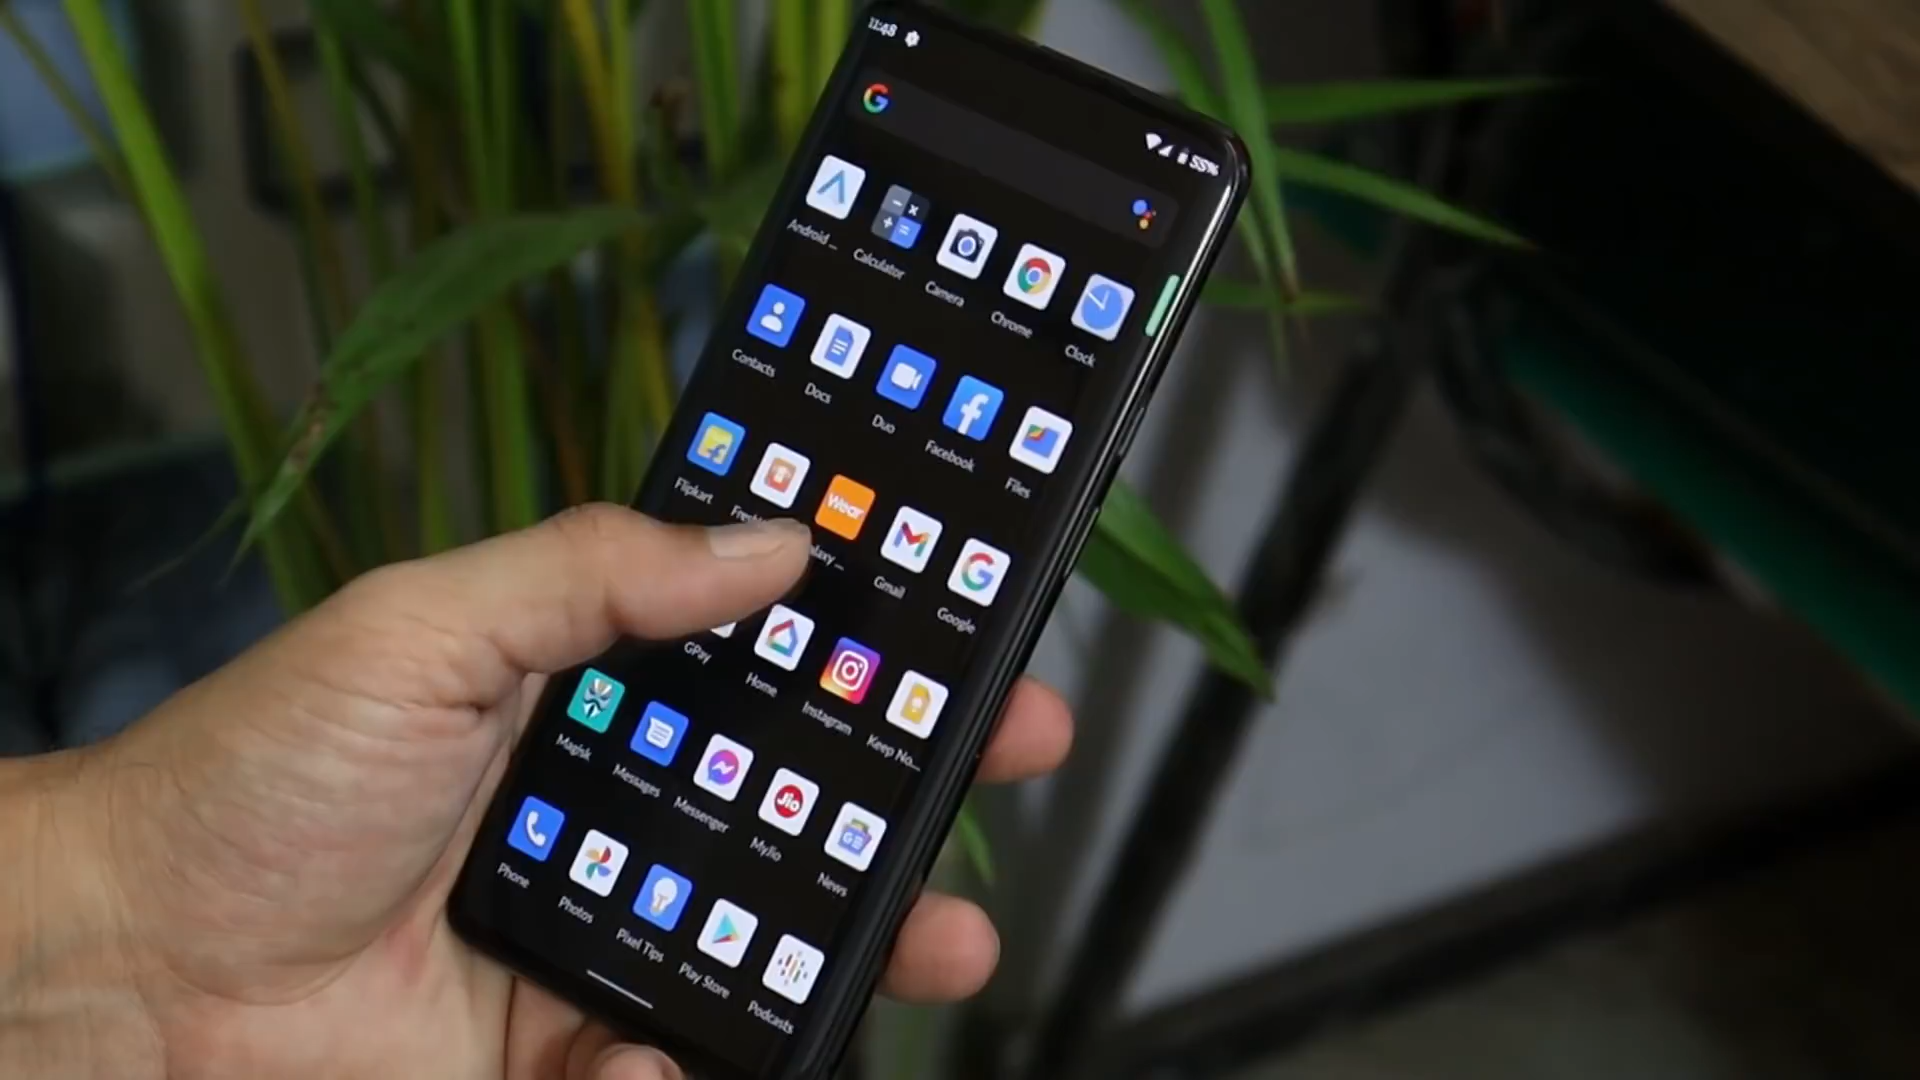 11:48
55%
Android ...
Calculator
Camera
Chrome
Clock
Contacts
Docs
Duo
Facebook
Files
Flipkart
Wear
Gmail
Google
GPay
Home
Instagram
Keep No...
Magisk
Messages
Messenger
Jio
MyJio
GE
News
Phone
Photos
Pixel Tips
Play Store
Podcasts